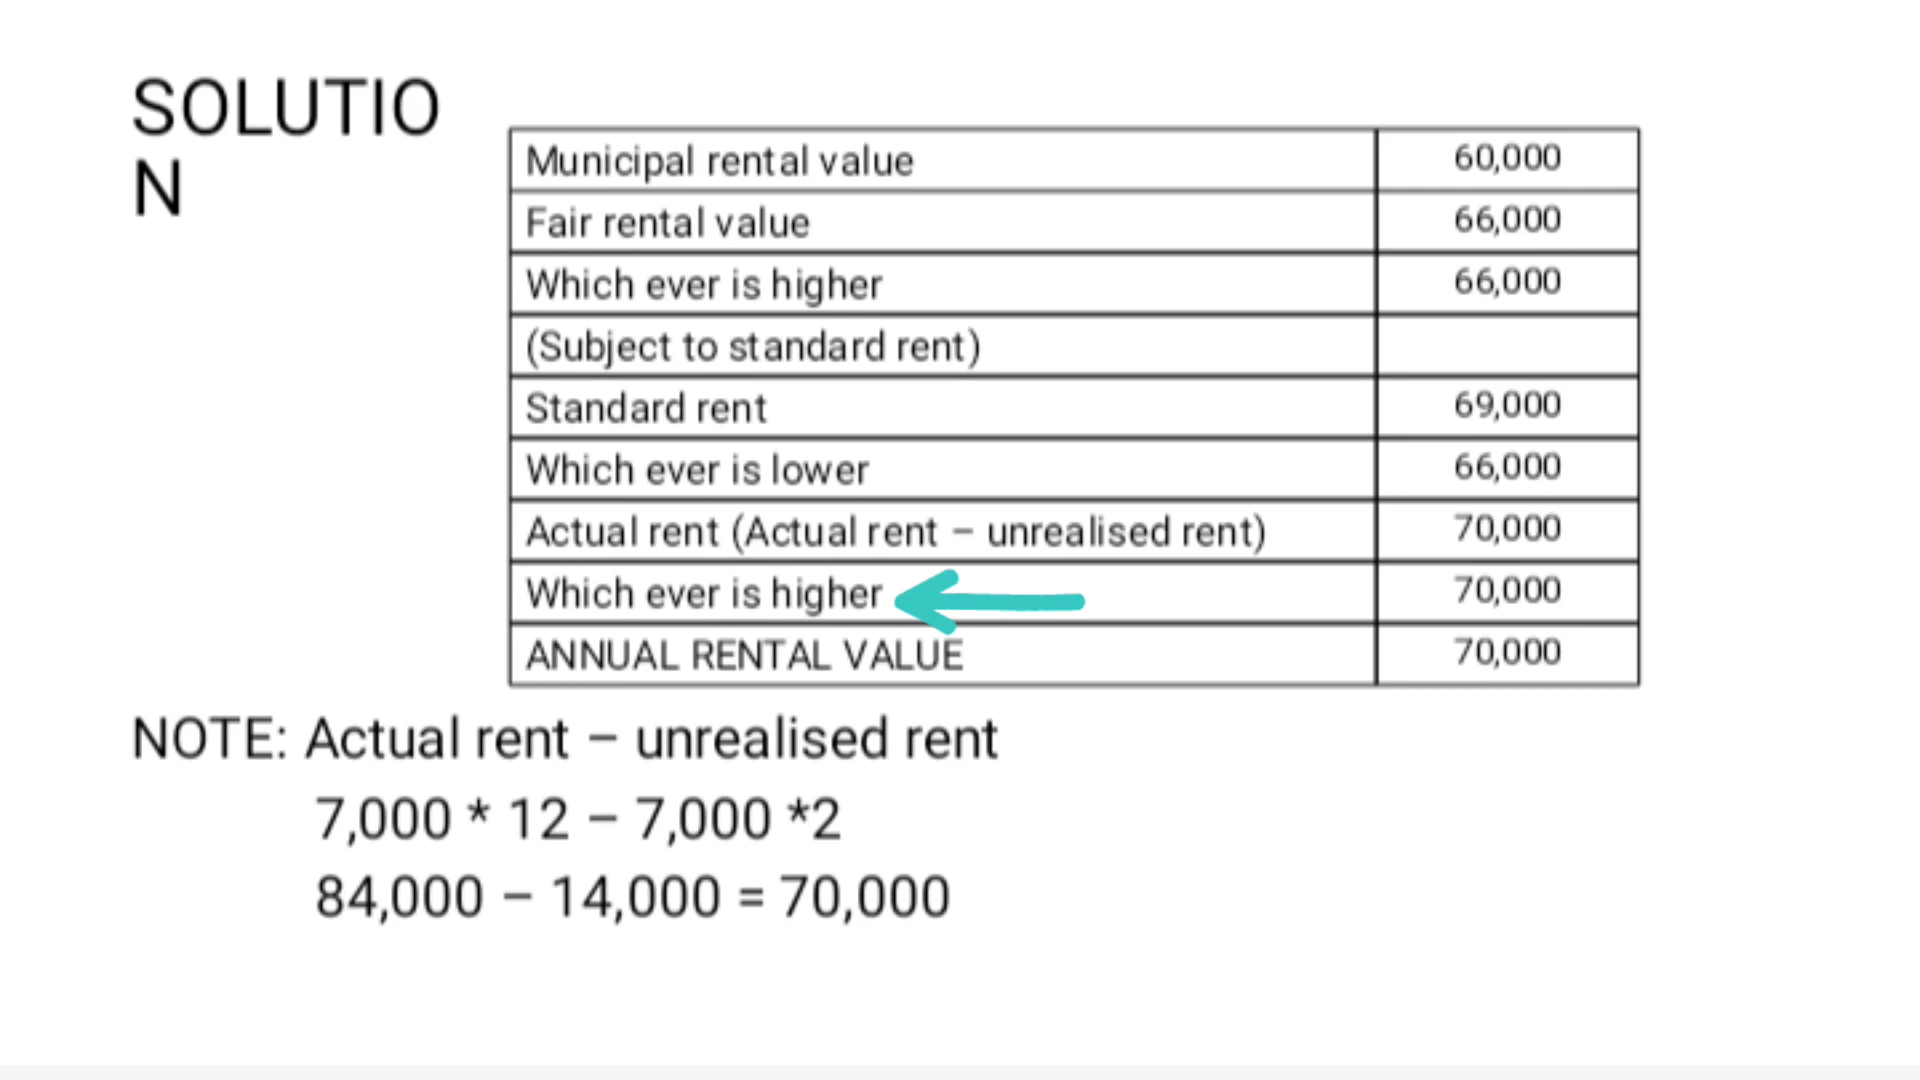 SOLUTIO
N
Municipal rental value 60,000
Fair rental value 66,000
Which ever is higher 66,000
(Subject to standard rent)
Standard rent 69,000
Which ever is lower 66,000
Actual rent (Actual rent – unrealised rent) 70,000
Which ever is higher 70,000
ANNUAL RENTAL VALUE 70,000
NOTE: Actual rent – unrealised rent
7,000 * 12 – 7,000 *2
84,000 – 14,000 = 70,000